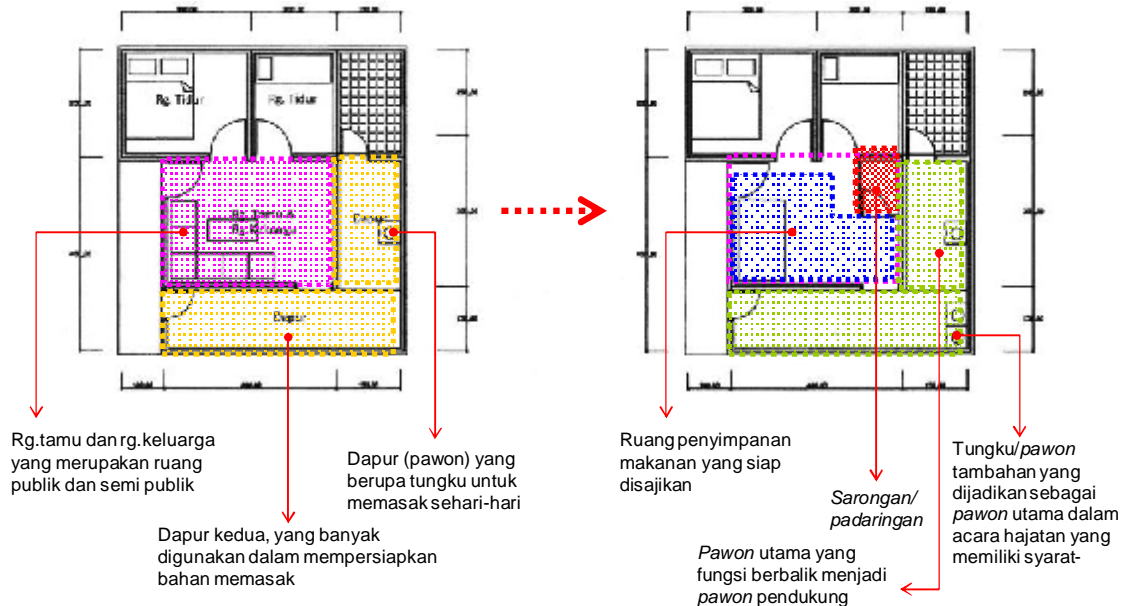 Rg. Tidur
Rg. Tidur
Dapur
Rg.tamu dan rg.keluarga
yang merupakan ruang
publik dan semi publik
Dapur (pawon) yang
berupa tungku untuk
memasak sehari-hari
Dapur kedua, yang banyak
digunakan dalam mempersiapkan
bahan memasak
Ruang penyimpanan
makanan yang siap
disajikan
Sarongan/
padaringan
Pawon utama yang
fungsi berbalik menjadi
pawon pendukung
Tungku/pawon
tambahan yang
dijadikan sebagai
pawon utama dalam
acara hajatan yang
memiliki syarat-